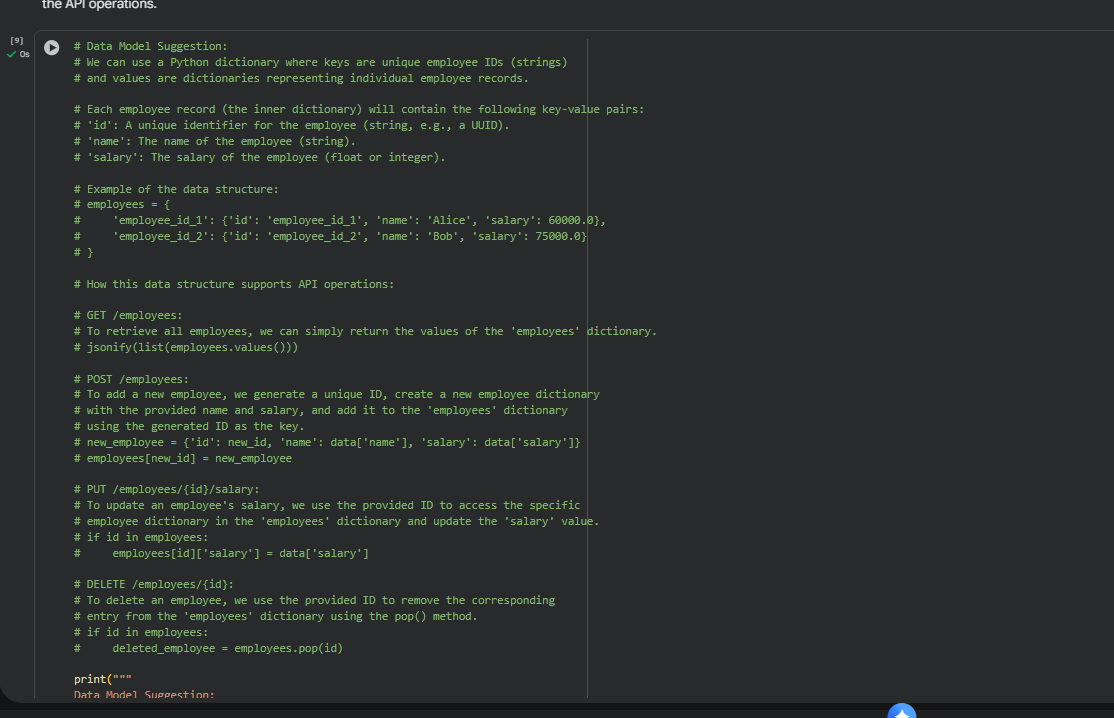 the API operations.
[9]
0s
# Data Model Suggestion:
# We can use a Python dictionary where keys are unique employee IDs (strings)
# and values are dictionaries representing individual employee records.
# Each employee record (the inner dictionary) will contain the following key-value pairs:
# 'id': A unique identifier for the employee (string, e.g., a UUID).
# 'name': The name of the employee (string).
# 'salary': The salary of the employee (float or integer).
# Example of the data structure:
# employees = {
#     'employee_id_1': {'id': 'employee_id_1', 'name': 'Alice', 'salary': 60000.0},
#     'employee_id_2': {'id': 'employee_id_2', 'name': 'Bob', 'salary': 75000.0}
# }
# How this data structure supports API operations:
# GET /employees:
# To retrieve all employees, we can simply return the values of the 'employees' dictionary.
# jsonify(list(employees.values()))
# POST /employees:
# To add a new employee, we generate a unique ID, create a new employee dictionary
# with the provided name and salary, and add it to the 'employees' dictionary
# using the generated ID as the key.
# new_employee = {'id': new_id, 'name': data['name'], 'salary': data['salary']}
# employees[new_id] = new_employee
# PUT /employees/{id}/salary:
# To update an employee's salary, we use the provided ID to access the specific
# employee dictionary in the 'employees' dictionary and update the 'salary' value.
# if id in employees:
#     employees[id]['salary'] = data['salary']
# DELETE /employees/{id}:
# To delete an employee, we use the provided ID to remove the corresponding
# entry from the 'employees' dictionary using the pop() method.
# if id in employees:
#     deleted_employee = employees.pop(id)
print("""
Data Model Suggestion: